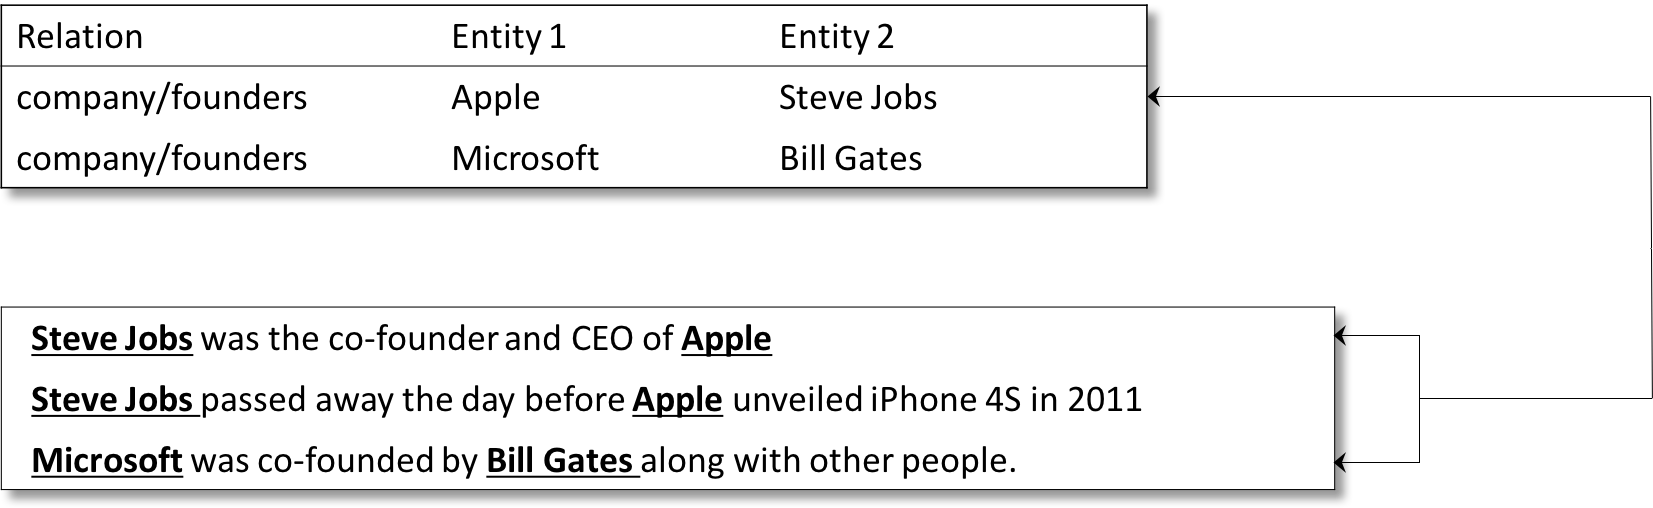 Relation Entity 1 Entity 2
company/founders Apple Steve Jobs
company/founders Microsoft Bill Gates
Steve Jobs was the co-founder and CEO of Apple
Steve Jobs passed away the day before Apple unveiled iPhone 4S in 2011
Microsoft was co-founded by Bill Gates along with other people.